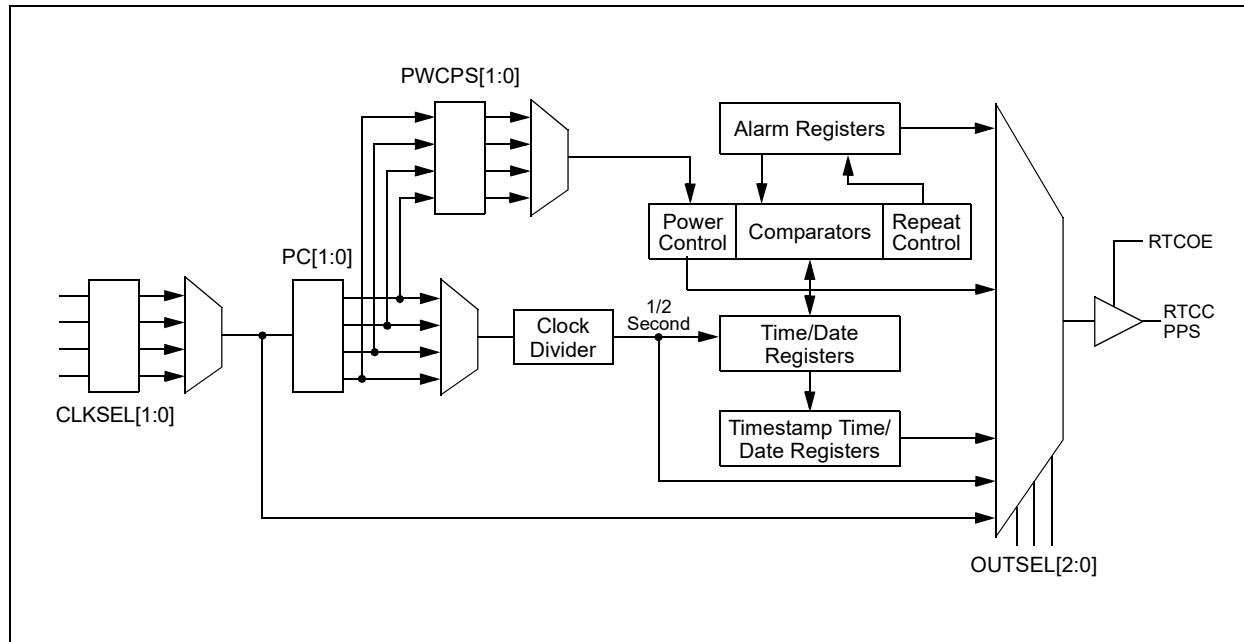 PWCPS[1:0]
Alarm Registers
Power
Control
Comparators
Repeat
Control
RTCOE
PC[1:0]
1/2
Second
Clock
Divider
Time/Date
Registers
RTCC
PPS
CLKSEL[1:0]
Timestamp Time/
Date Registers
OUTSEL[2:0]